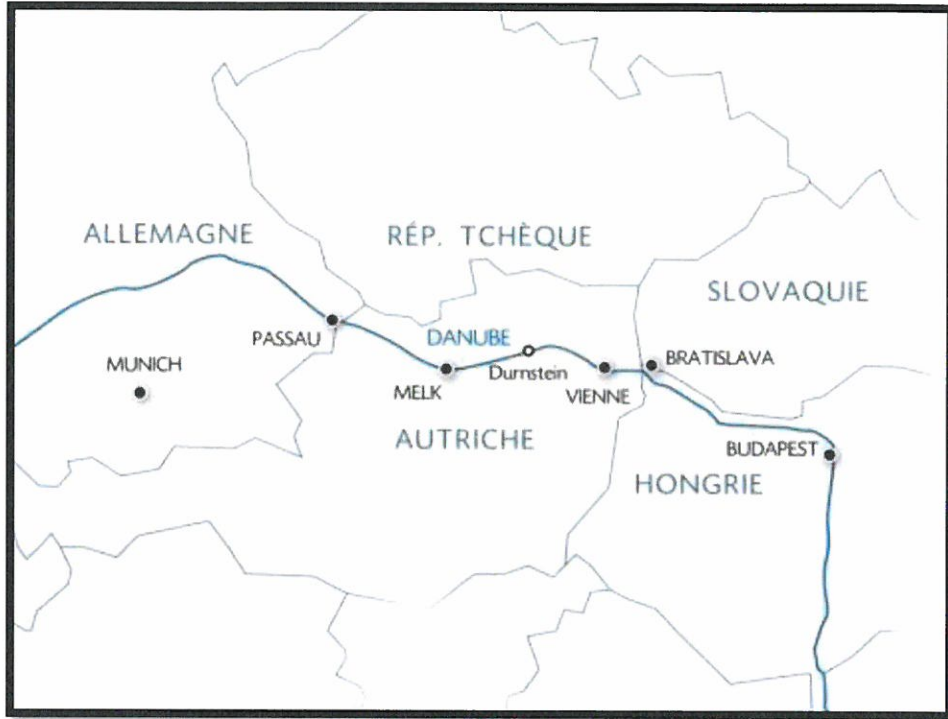 ALLEMAGNE
RÉP. TCHÈQUE
SLOVAQUIE
PASSAU
DANUBE
MUNICH
MELK
Durnstein
VIENNE
BRATISLAVA
AUTRICHE
BUDAPEST
HONGRIE